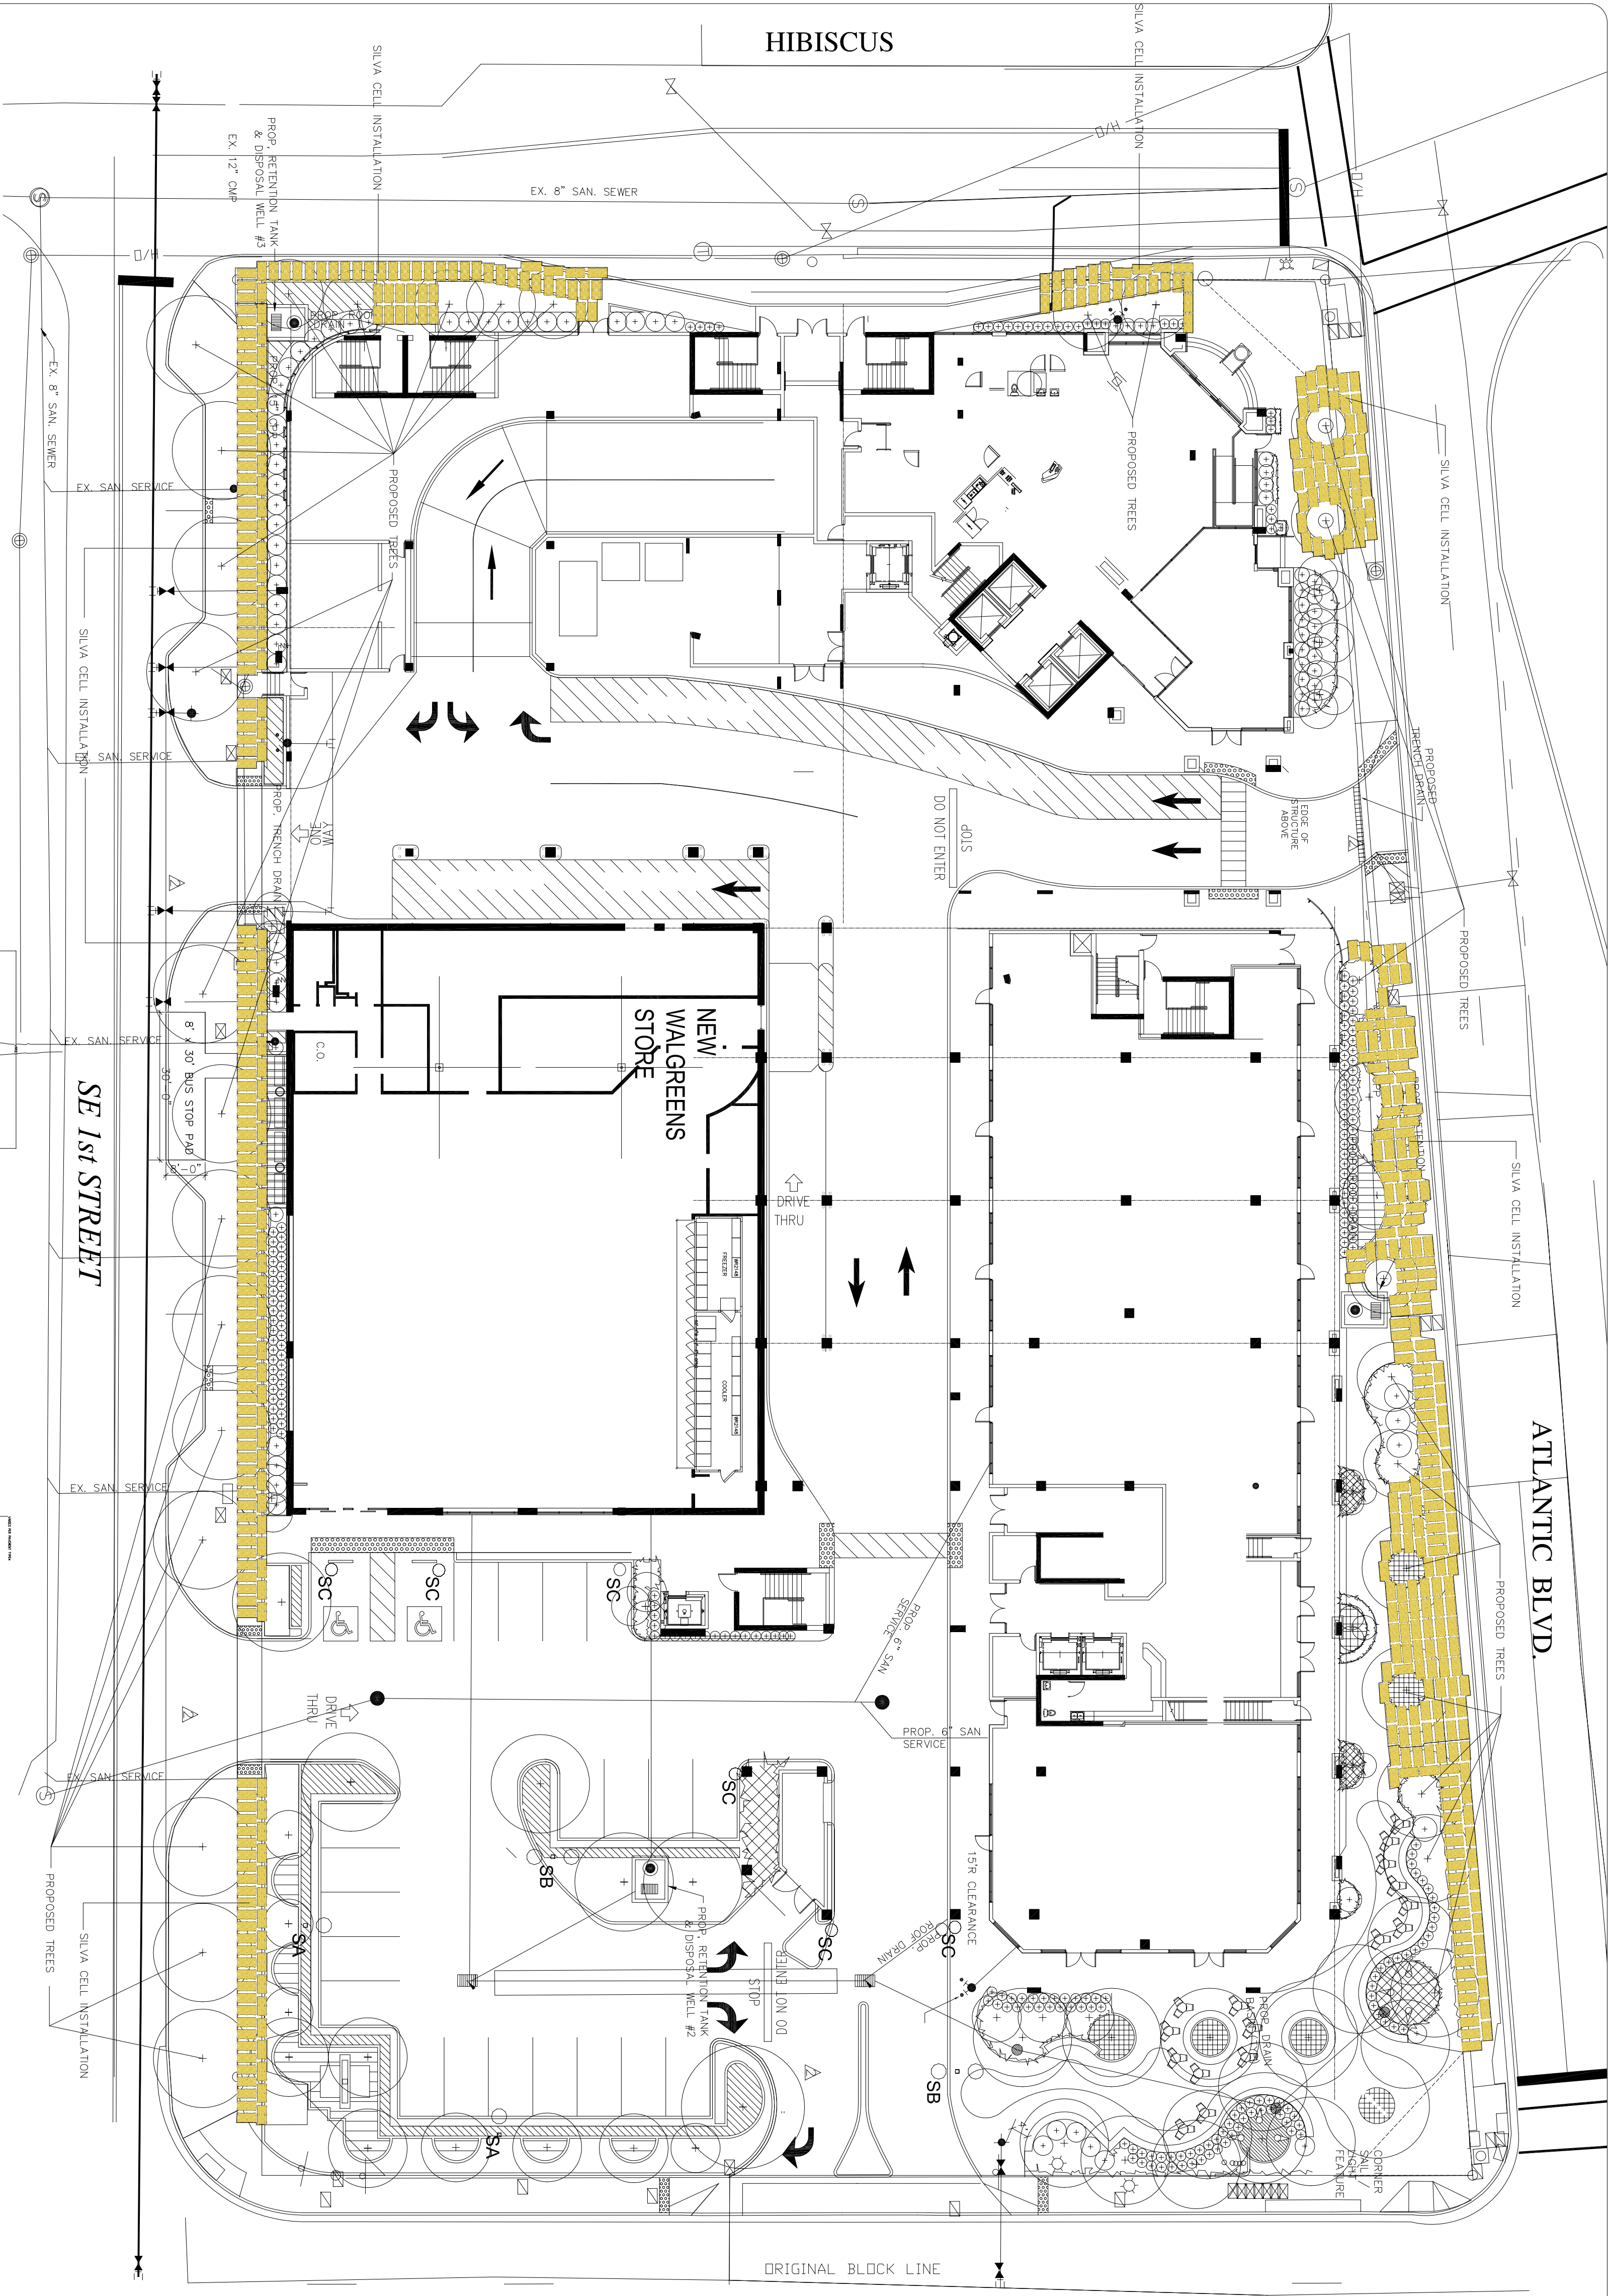 HIBISCUS
SILVA CELL INSTALLATION
SILVA CELL INSTALLATION
O/H
O/H
PROP. RETENTION TANK
& DISPOSAL WELL #3
EX. 12" CMP
EX. 8" SAN. SEWER
S
S
S
T
O/H
PROP ROOF
DRAIN
EX. 8" SAN. SEWER
PROPOSED TREES
SILVA CELL INSTALLATION
EX. SAN. SERVICE
PROPOSED TREES
SILVA CELL INSTALLATION
EX. SAN. SERVICE
PROPOSED
TRENCH DRAIN
PROP. TRENCH DRAIN
ONE
WAY
STOP
DO NOT ENTER
EDGE OF
STRUCTURE
ABOVE
2
2
PROPOSED TREES
NEW
WALGREENS
STORE
C.O.
EX. SAN. SERVICE
8' x 30' BUS STOP PAD
30'-0"
8'-0"
SE 1st STREET
DRIVE
THRU
FREEZER
COOLER
SILVA CELL INSTALLATION
ATLANTIC BLVD.
EX. SAN. SERVICE
SC
SC
SC
PROP. 6" SAN
SERVICE
PROPOSED TREES
DRIVE
THRU
2
PROP. 6" SAN
SERVICE
EX. SAN. SERVICE
S
SC
SB
15'R CLEARANCE
PROPOSED TREES
SILVA CELL INSTALLATION
SA
PROP. RETENTION TANK
& DISPOSAL WELL #2
STOP
DO NOT ENTER
SC
SC
PROP
ROOF DRAIN
PROP. DRAIN
BASIN
2
SB
SA
CORNER
SAIL /
LIGHT
FEATURE
ORIGINAL BLOCK LINE